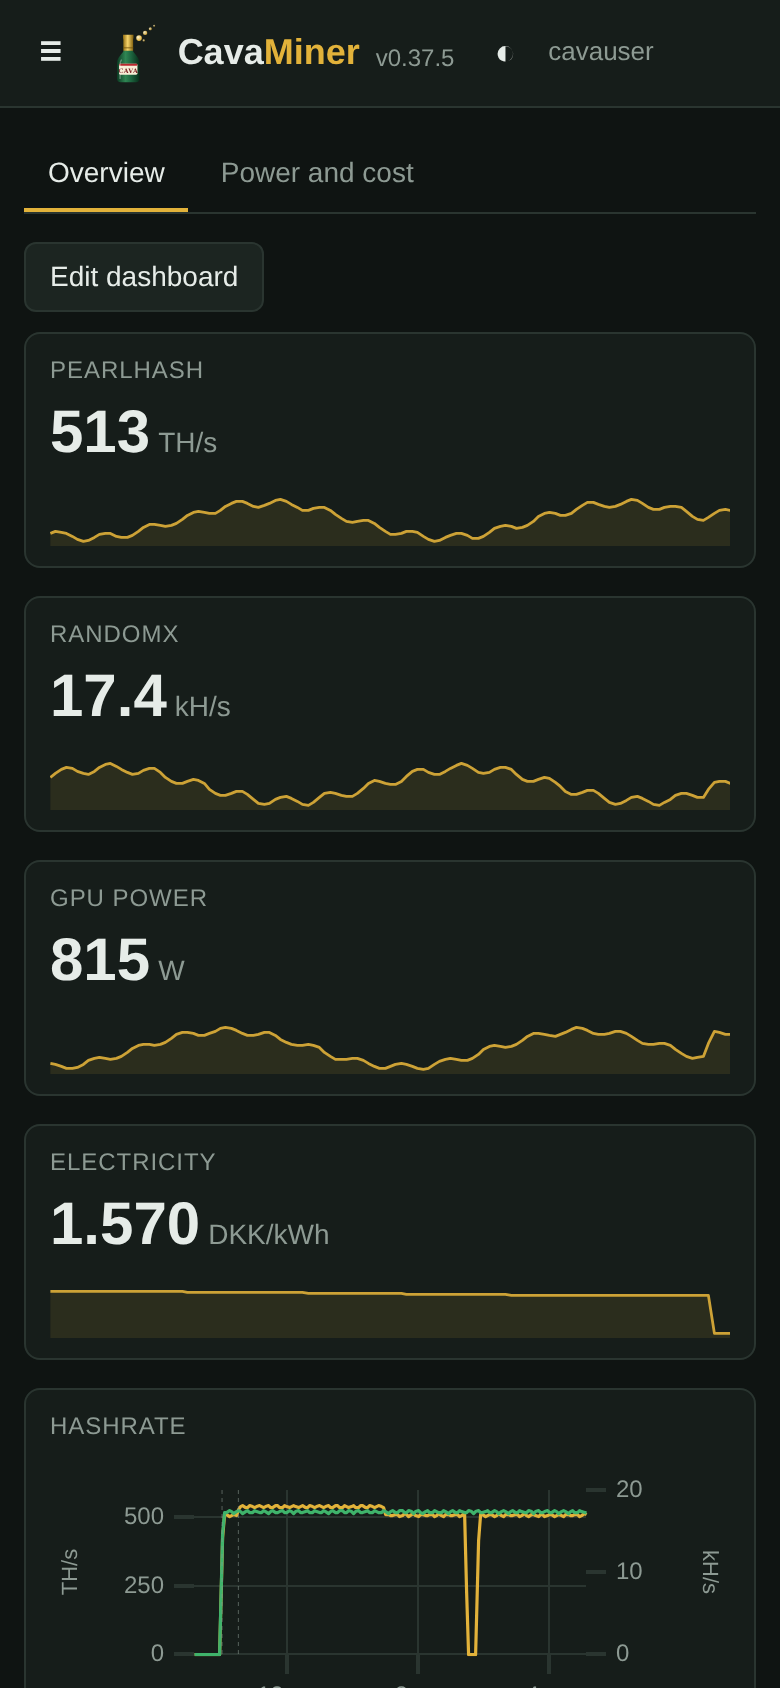 CavaMiner v0.37.5 cavauser
CAVA
Overview Power and cost
Edit dashboard
PEARLHASH
513 TH/s
RANDOMX
17.4 kH/s
GPU POWER
815 W
ELECTRICITY
1.570 DKK/kWh
HASHRATE
20
500
TH/s
kH/s
250
10
0
0